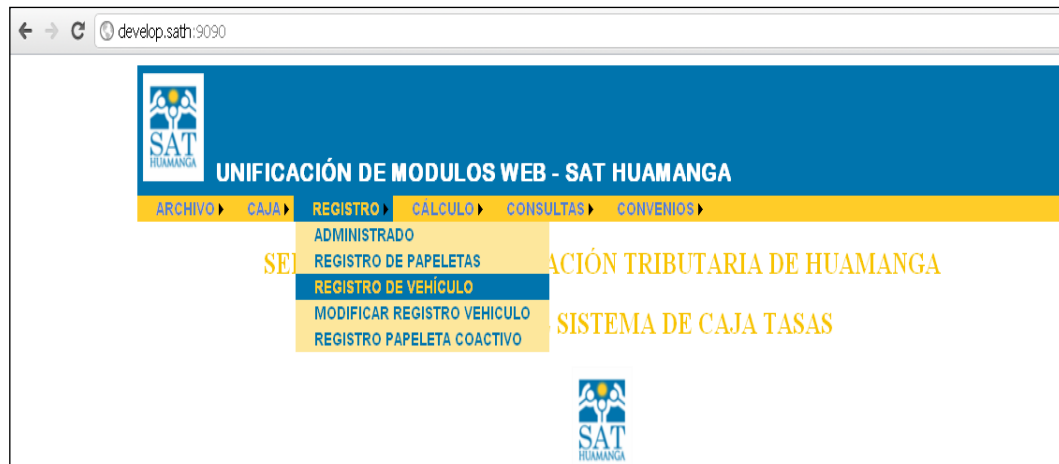 develop.sath:9090
SAT
HUAMANGA
UNIFICACIÓN DE MODULOS WEB - SAT HUAMANGA
ARCHIVO CAJA REGISTRO CÁLCULO CONSULTAS CONVENIOS
ADMINISTRADO
REGISTRO DE PAPELETAS
REGISTRO DE VEHÍCULO
MODIFICAR REGISTRO VEHICULO
REGISTRO PAPELETA COACTIVO
TRIBUTARIA DE HUAMANGA
SISTEMA DE CAJA TASAS
SAT
HUAMANGA